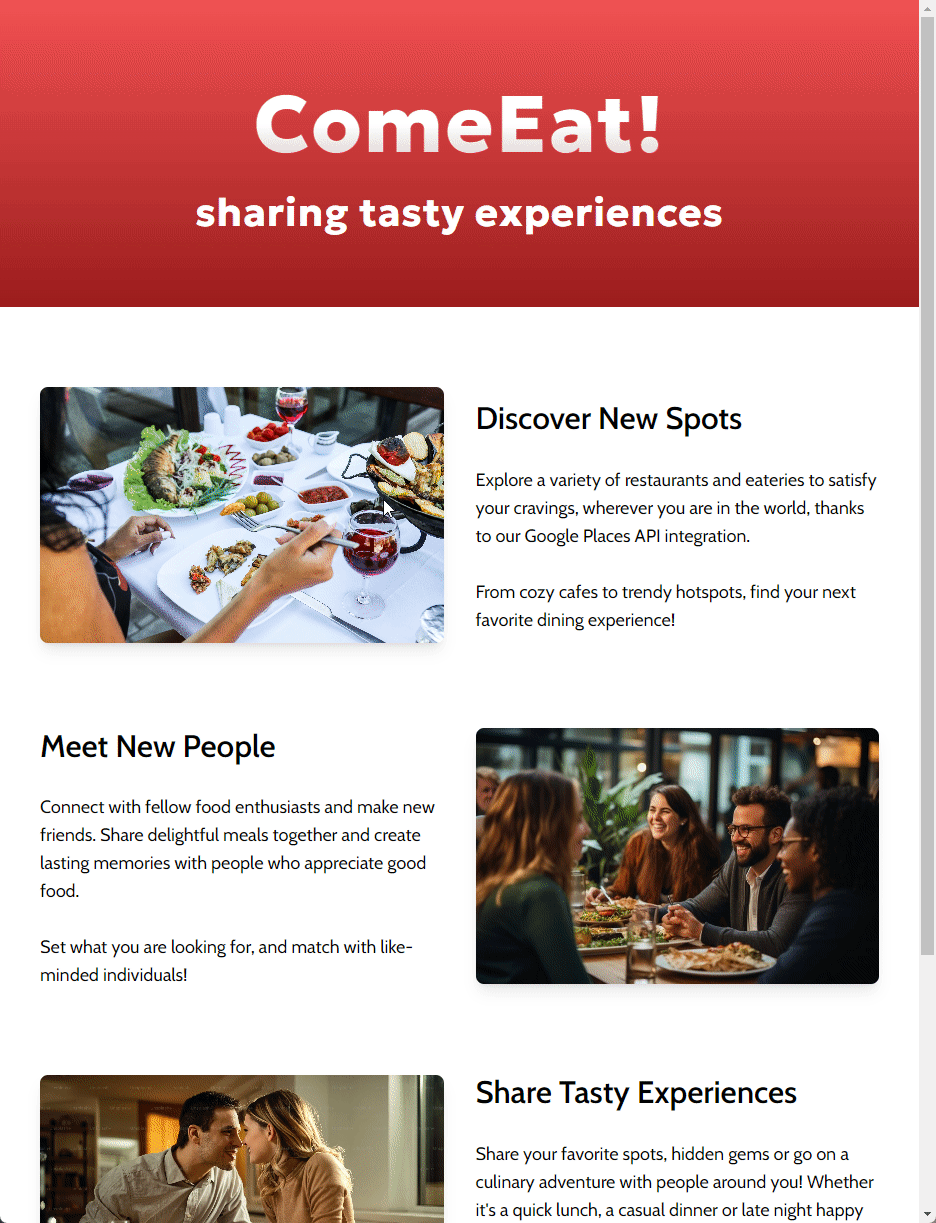 ComeEat!
sharing tasty experiences
Discover New Spots
Explore a variety of restaurants and eateries to satisfy
your cravings, wherever you are in the world, thanks
to our Google Places API integration.
From cozy cafes to trendy hotspots, find your next
favorite dining experience!
Meet New People
Connect with fellow food enthusiasts and make new
friends. Share delightful meals together and create
lasting memories with people who appreciate good
food.
Set what you are looking for, and match with like-
minded individuals!
Share Tasty Experiences
Share your favorite spots, hidden gems or go on a
culinary adventure with people around you! Whether
it's a quick lunch, a casual dinner or late night happy